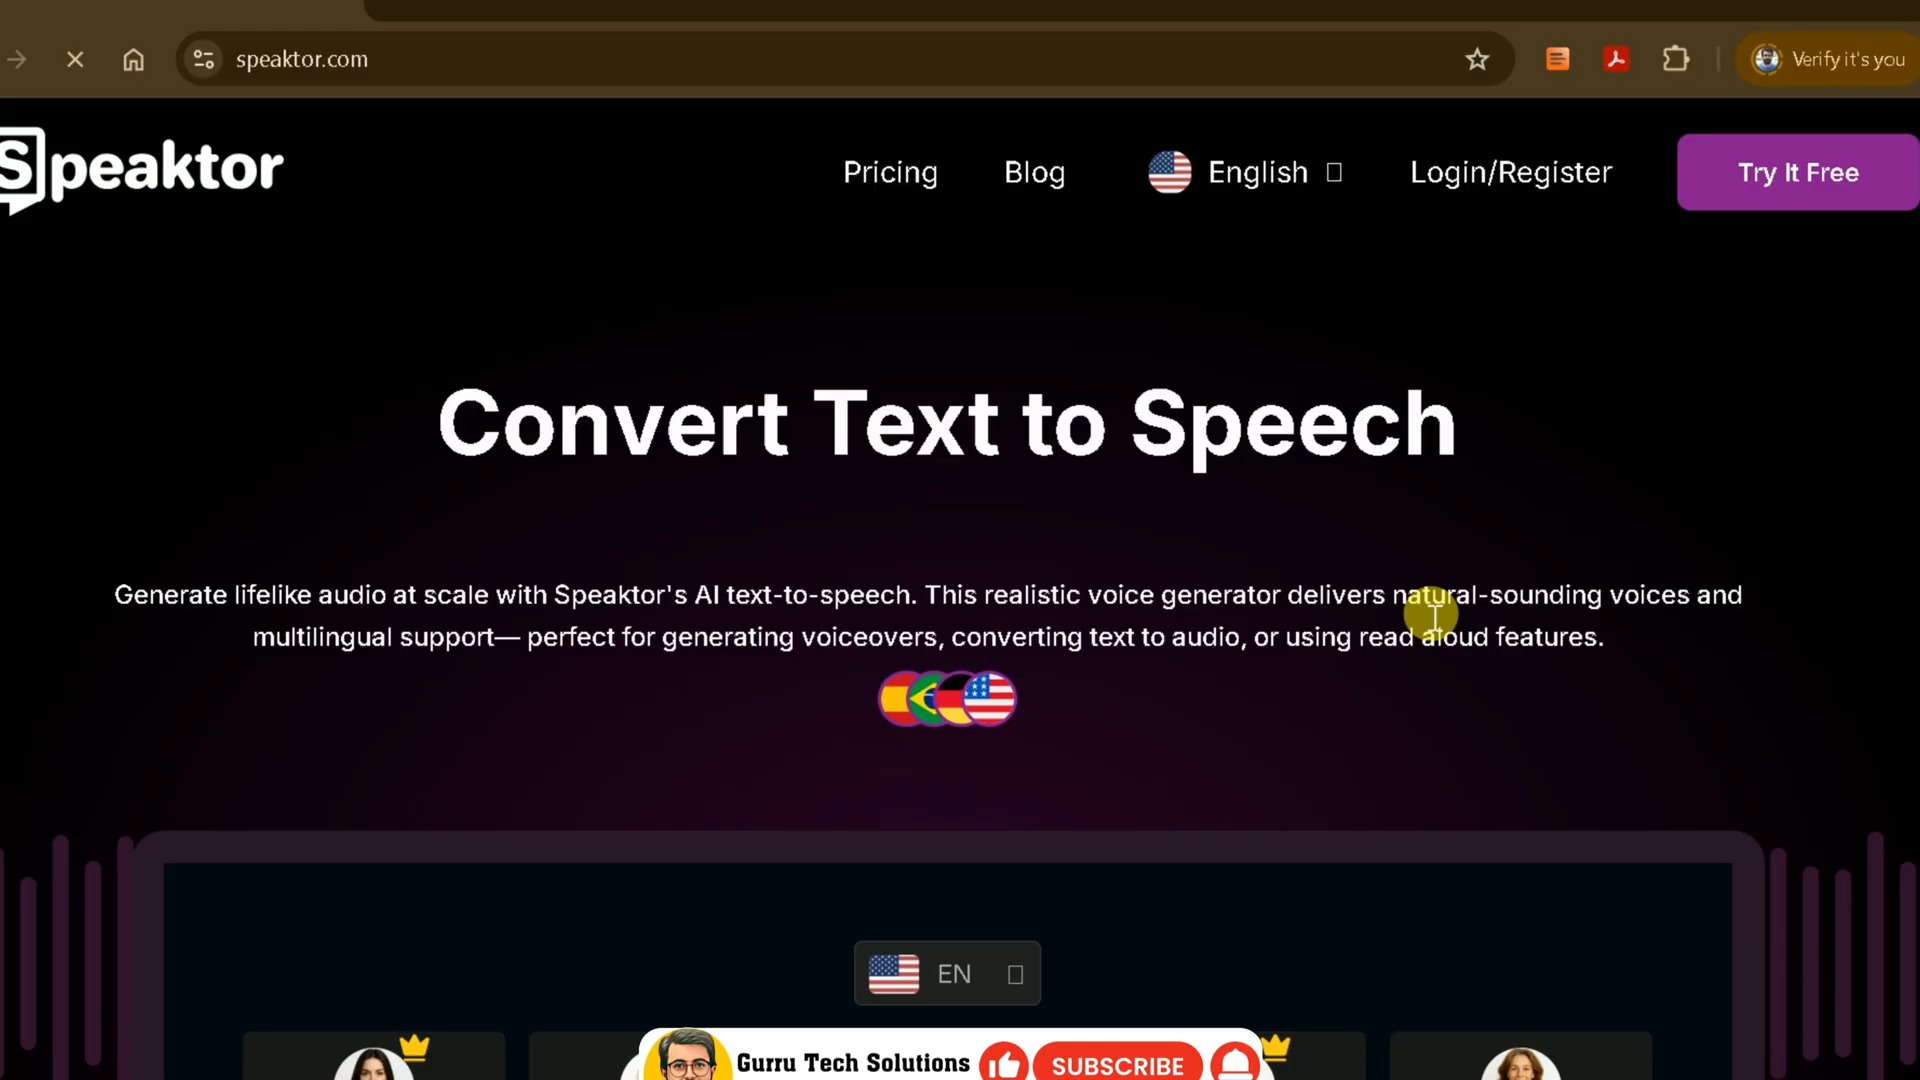 speaktor.com
Verify it's you
Speaktor
Pricing
Blog
English
Login/Register
Try It Free
Convert Text to Speech
Generate lifelike audio at scale with Speaktor's AI text-to-speech. This realistic voice generator delivers natural-sounding voices and
multilingual support— perfect for generating voiceovers, converting text to audio, or using read aloud features.
EN
Gurru Tech Solutions
SUBSCRIBE